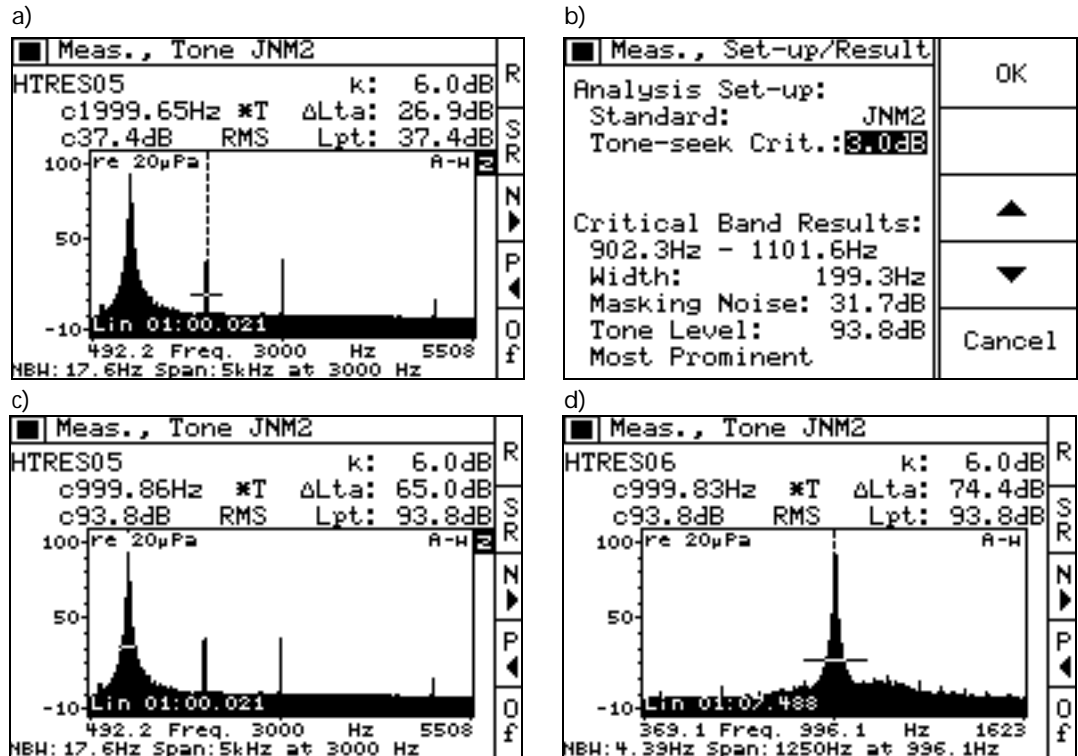 a)
Meas., Tone JNM2
HTRES05 κ: 6.0dB
c1999.65Hz *T ΔLta: 26.9dB
c37.4dB RMS Lpt: 37.4dB
100 re 20µPa A-W Z
50
-10 Lin 01:00.021
492.2 Freq. 3000 Hz 5508
NBW:17.6Hz Span:5kHz at 3000 Hz
R
S
R
N
P
O
f
b)
Meas., Set-up/Result
Analysis Set-up:
Standard: JNM2
Tone-seek Crit.:3.0dB
Critical Band Results:
902.3Hz - 1101.6Hz
Width: 199.3Hz
Masking Noise: 31.7dB
Tone Level: 93.8dB
Most Prominent
OK
Cancel
c)
Meas., Tone JNM2
HTRES05 κ: 6.0dB
c999.86Hz *T ΔLta: 65.0dB
c93.8dB RMS Lpt: 93.8dB
100 re 20µPa A-W Z
50
-10 Lin 01:00.021
492.2 Freq. 3000 Hz 5508
NBW:17.6Hz Span:5kHz at 3000 Hz
R
S
R
N
P
O
f
d)
Meas., Tone JNM2
HTRES06 κ: 6.0dB
c999.83Hz *T ΔLta: 74.4dB
c93.8dB RMS Lpt: 93.8dB
100 re 20µPa A-W
50
-10 Lin 01:07.488
369.1 Freq. 996.1 Hz 1623
NBW:4.39Hz Span:1250Hz at 996.1Hz
R
S
R
N
P
O
f